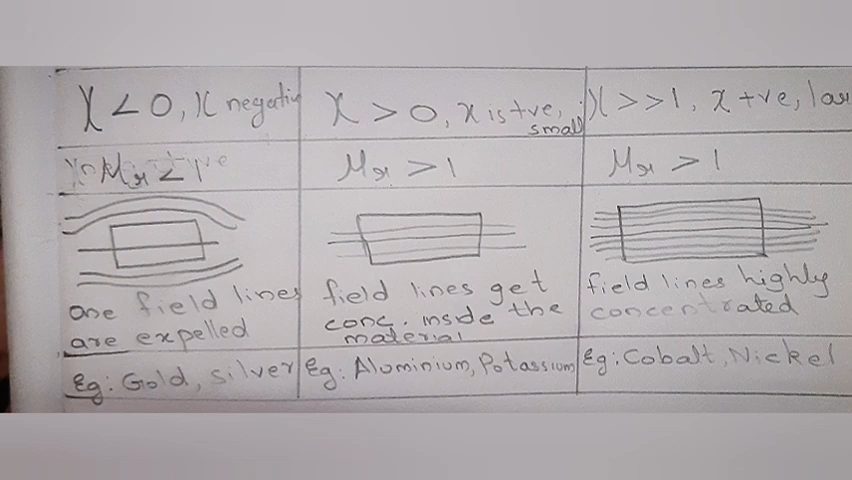 χ < 0, χ negative
χ > 0, χ is +ve,
small
χ >> 1, χ +ve, lar
μr < 1
μr > 1
μr > 1
one field lines
are expelled
field lines get
conc. inside the
material
field lines highly
concentrated
Eg: Gold, silver
Eg: Aluminium, Potassium
Eg: Cobalt, Nickel